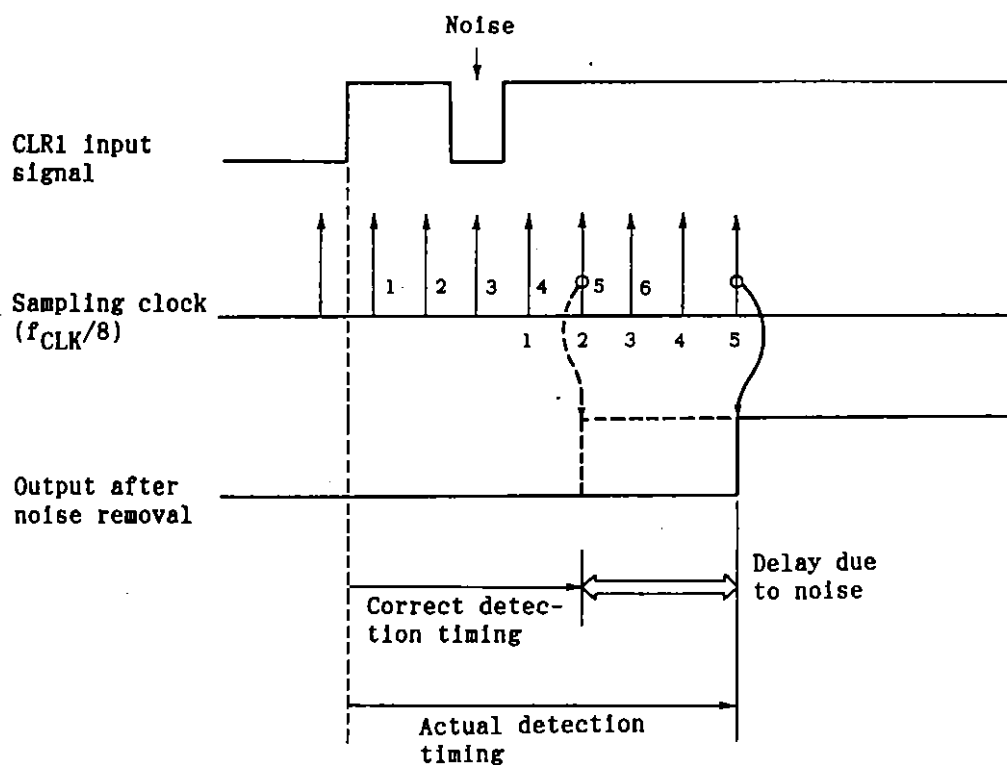 Noise
CLR1 input
signal
1 2 3 4 5 6
Sampling clock
(fCLK/8)
1 2 3 4 5
Output after
noise removal
Delay due
to noise
Correct detec-
tion timing
Actual detection
timing